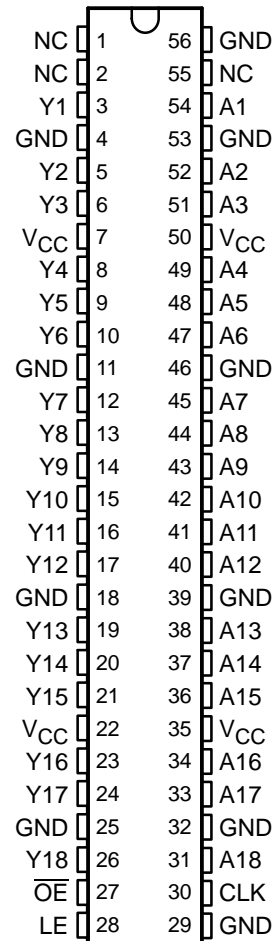 NC 1 56 GND
NC 2 55 NC
Y1 3 54 A1
GND 4 53 GND
Y2 5 52 A2
Y3 6 51 A3
VCC 7 50 VCC
Y4 8 49 A4
Y5 9 48 A5
Y6 10 47 A6
GND 11 46 GND
Y7 12 45 A7
Y8 13 44 A8
Y9 14 43 A9
Y10 15 42 A10
Y11 16 41 A11
Y12 17 40 A12
GND 18 39 GND
Y13 19 38 A13
Y14 20 37 A14
Y15 21 36 A15
VCC 22 35 VCC
Y16 23 34 A16
Y17 24 33 A17
GND 25 32 GND
Y18 26 31 A18
O̅E̅ 27 30 CLK
LE 28 29 GND